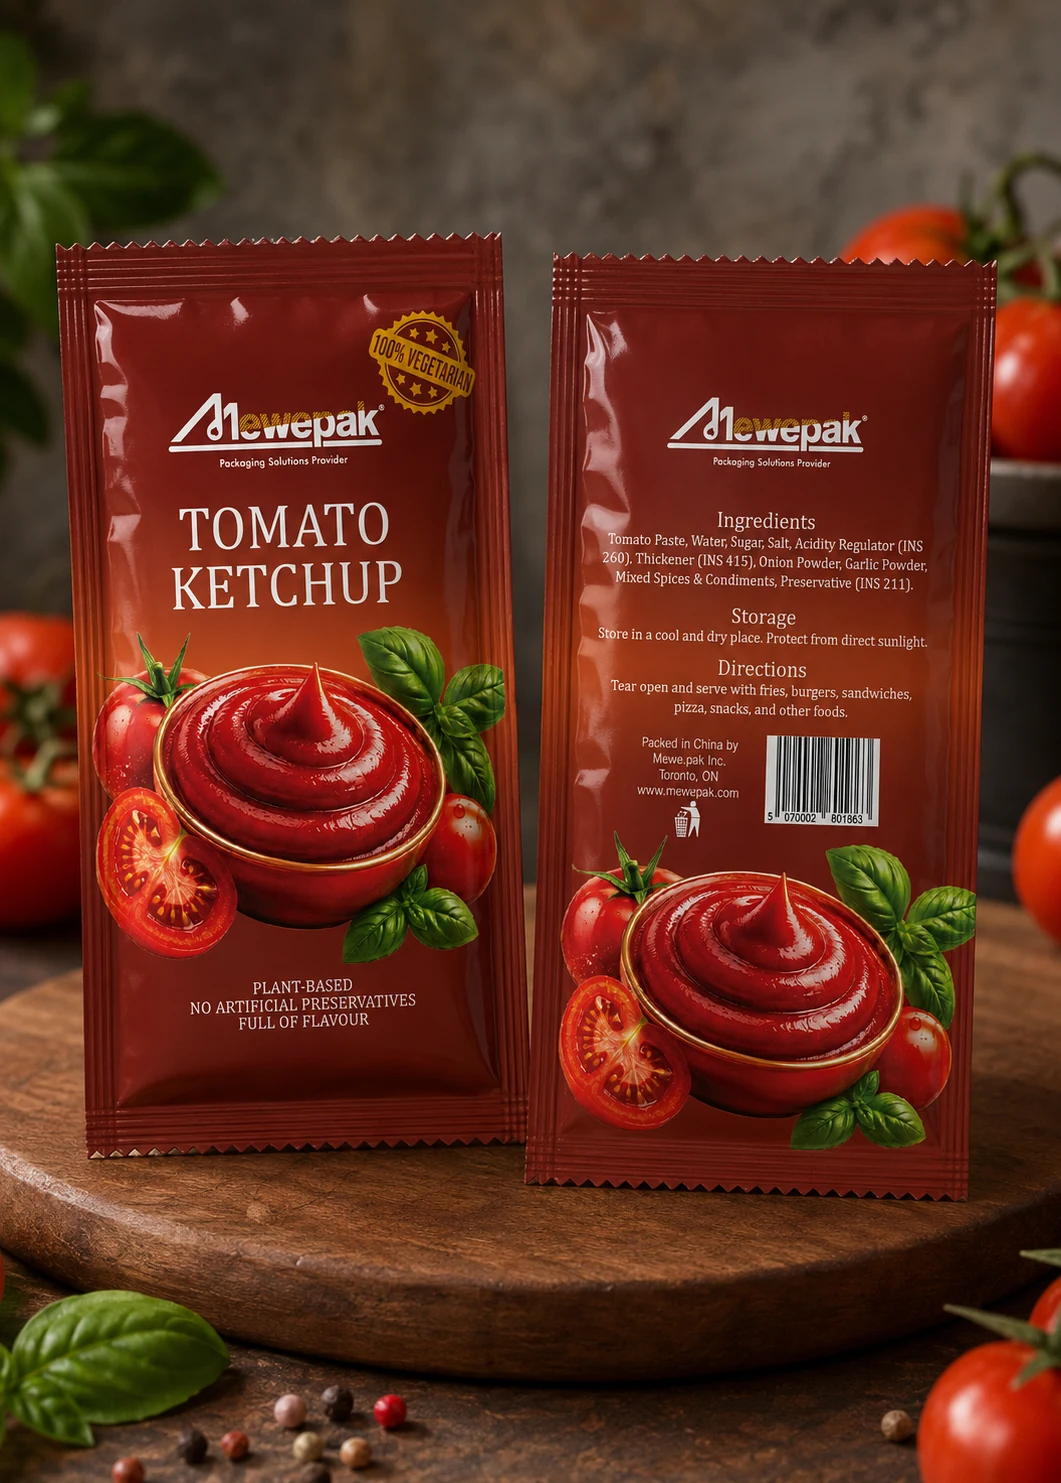 100% VEGETARIAN
Mewepak®
Packaging Solutions Provider
TOMATO
KETCHUP
PLANT-BASED
NO ARTIFICIAL PRESERVATIVES
FULL OF FLAVOUR
Mewepak®
Packaging Solutions Provider
Ingredients
Tomato Paste, Water, Sugar, Salt, Acidity Regulator (INS
260), Thickener (INS 415), Onion Powder, Garlic Powder,
Mixed Spices & Condiments, Preservative (INS 211).
Storage
Store in a cool and dry place. Protect from direct sunlight.
Directions
Tear open and serve with fries, burgers, sandwiches,
pizza, snacks, and other foods.
Packed in China by
Mewe.pak Inc.
Toronto, ON
www.mewepak.com
5 070002 801863